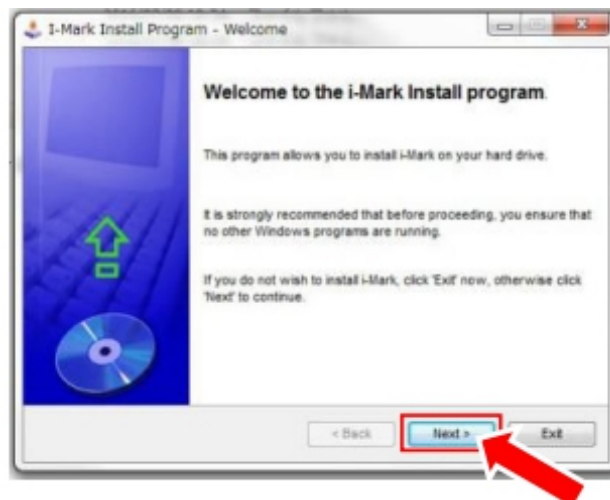 I-Mark Install Program - Welcome
Welcome to the i-Mark Install program.
This program allows you to install i-Mark on your hard drive.
It is strongly recommended that before proceeding, you ensure that
no other Windows programs are running.
If you do not wish to install i-Mark, click 'Exit' now, otherwise click
'Next' to continue.
< Back
Next >
Exit